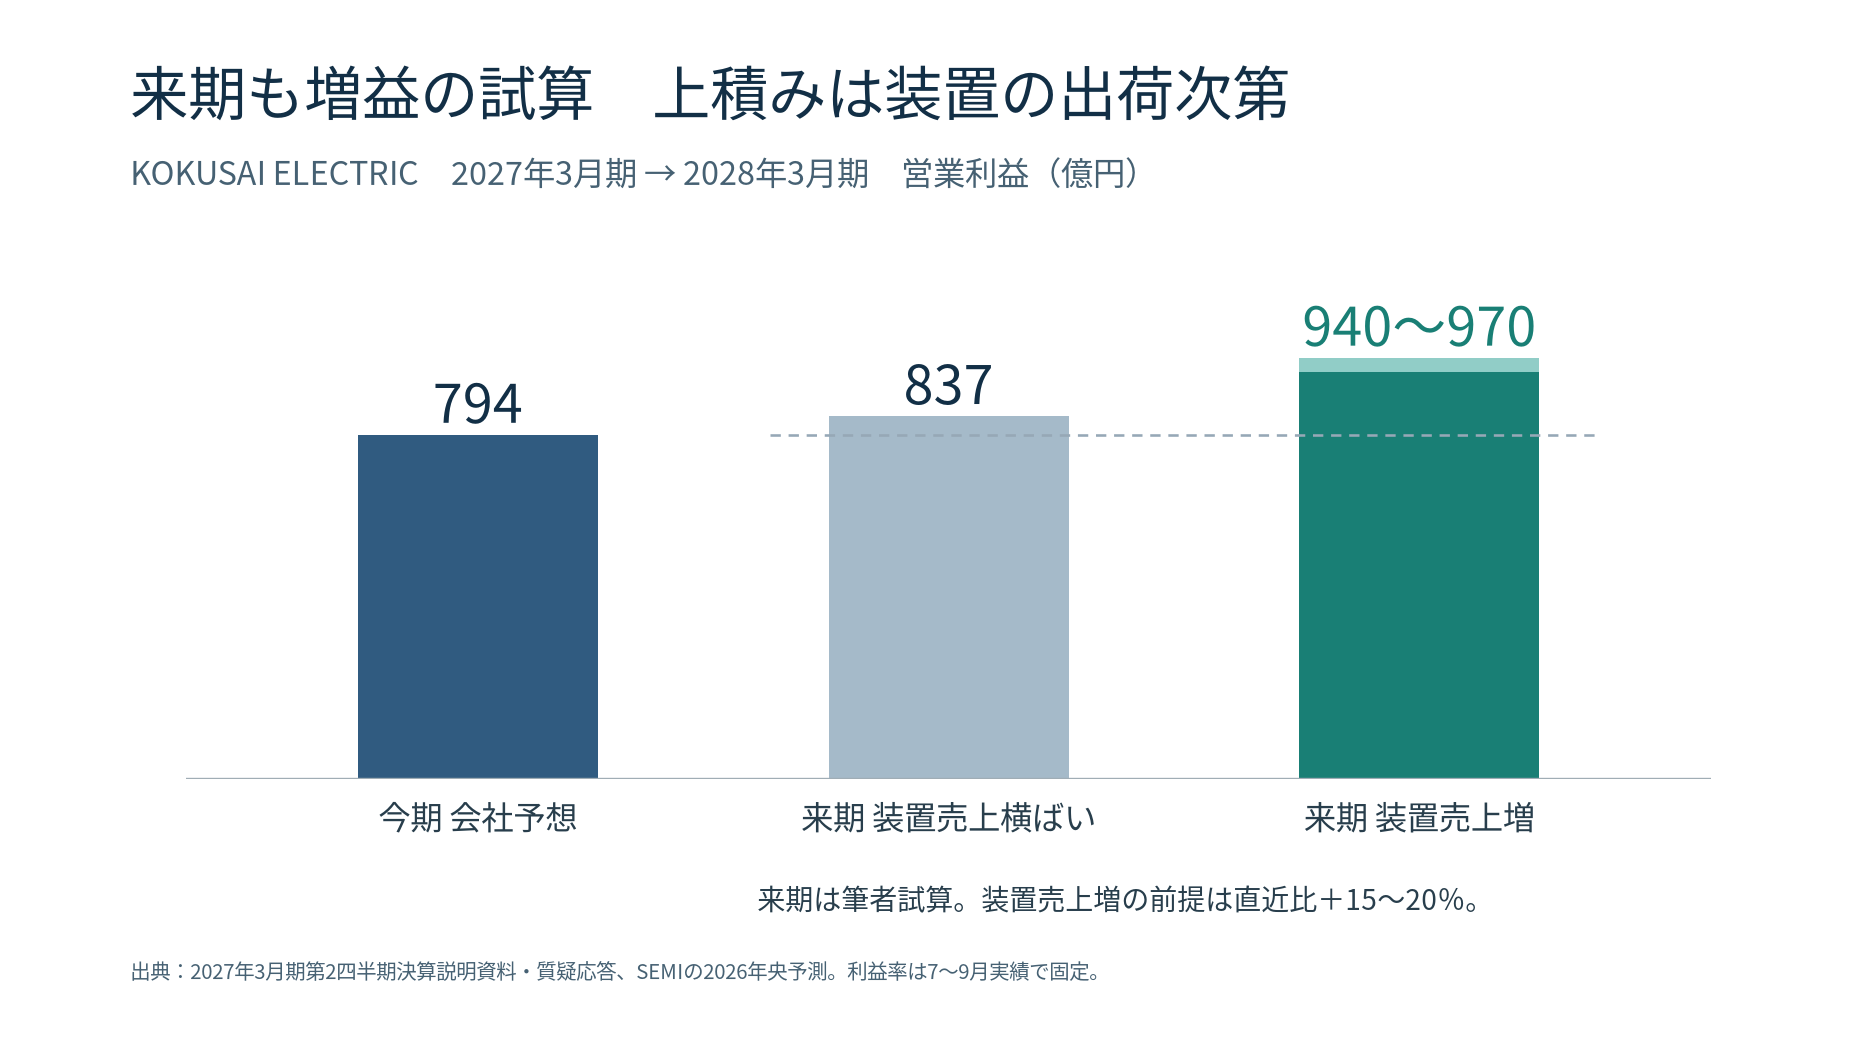 来期も増益の試算　上積みは装置の出荷次第
KOKUSAI ELECTRIC　2027年3月期 → 2028年3月期　営業利益（億円）
794
837
940～970
今期 会社予想
来期 装置売上横ばい
来期 装置売上増
来期は筆者試算。装置売上増の前提は直近比＋15～20%。
出典：2027年3月期第2四半期決算説明資料・質疑応答、SEMIの2026年央予測。利益率は7～9月実績で固定。